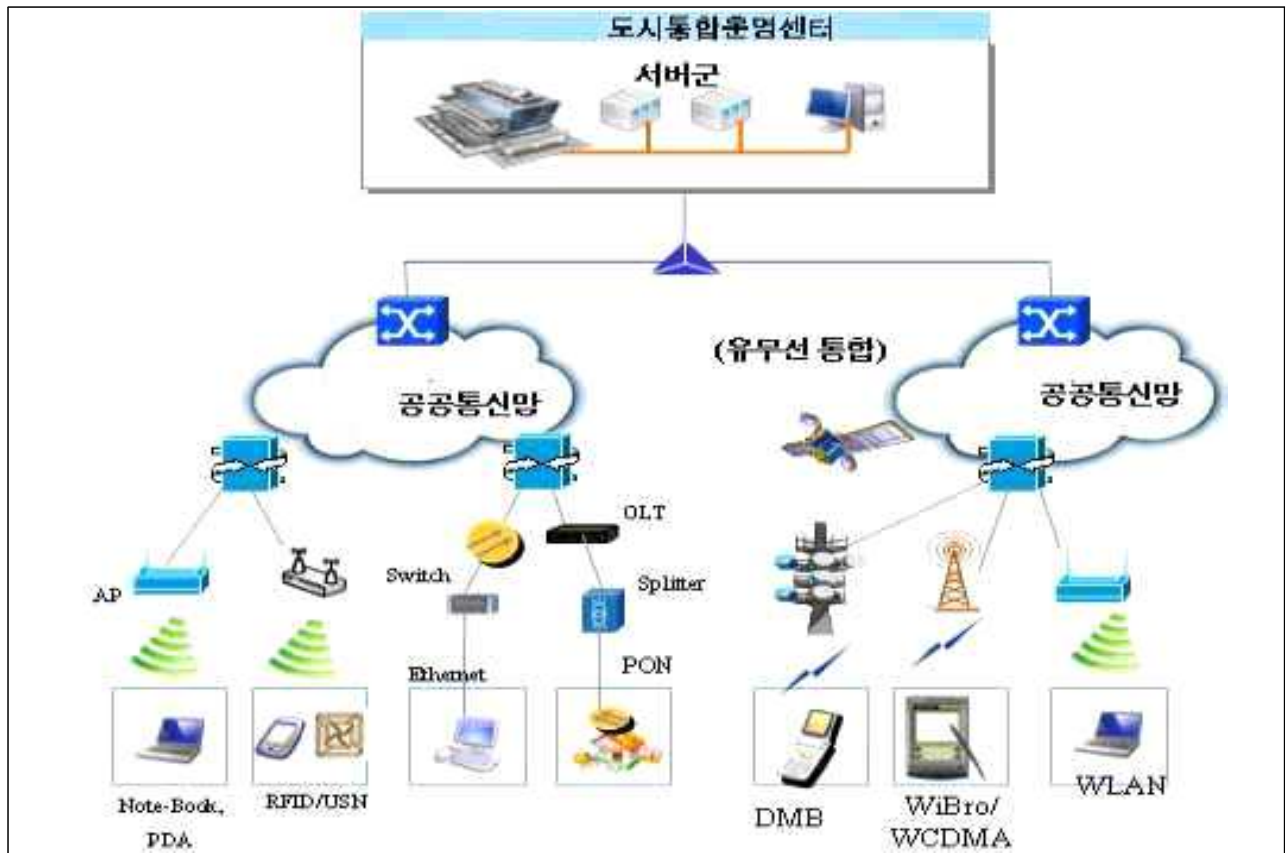 도시통합운영센터
서버군
(유무선 통합)
공공통신망
공공통신망
OLT
Switch
Splitter
AP
Ethernet
PON
Note-Book,
PDA
RFID/USN
DMB
WiBro/
WCDMA
WLAN